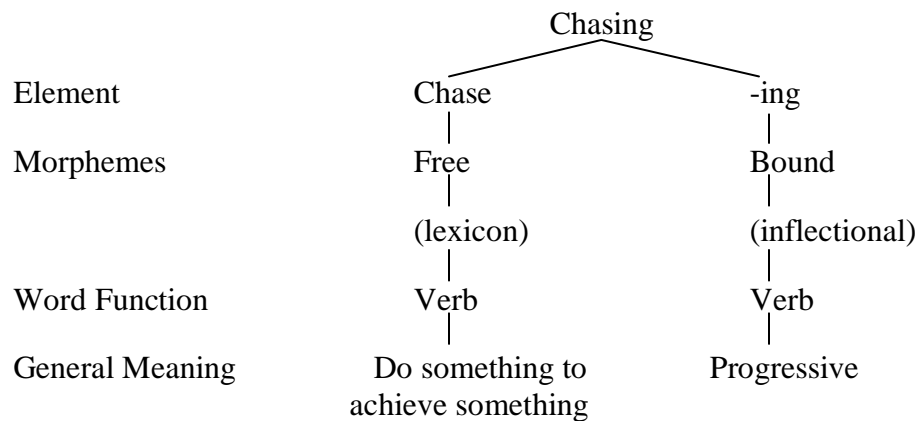 Chasing
Element Chase -ing
Morphemes Free Bound
(lexicon) (inflectional)
Word Function Verb Verb
General Meaning Do something to Progressive
achieve something